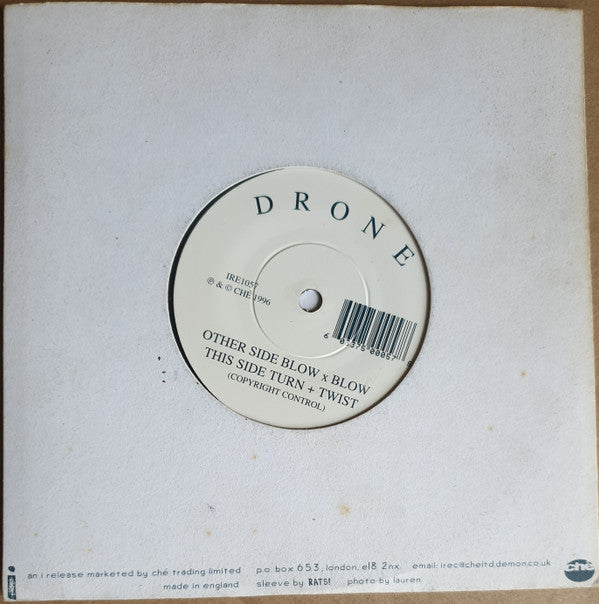 DRONE
IRE1057
℗ & © CHÉ 1996
OTHER SIDE BLOW x BLOW
THIS SIDE TURN + TWIST
(COPYRIGHT CONTROL)
an i release marketed by ché trading limited p.o. box 653, london, e18 2nx. email: irec@cheltd.demon.co.uk
made in england sleeve by RATS! photo by lauren
ché